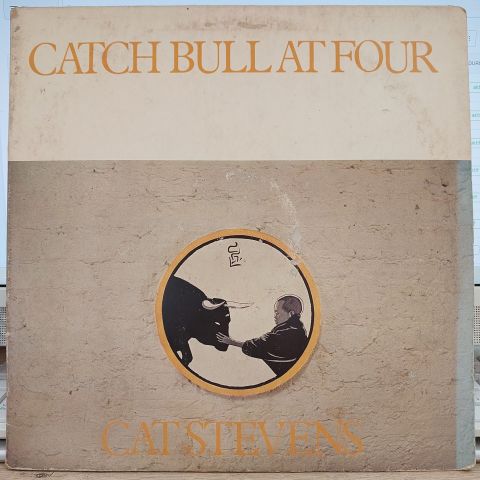 CATCH BULL AT FOUR
CAT STEVENS